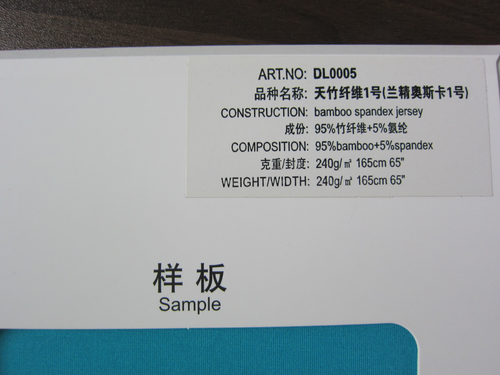 ART.NO: DL0005
品种名称: 天竹纤维1号(兰精奥斯卡1号)
CONSTRUCTION: bamboo spandex jersey
成份: 95%竹纤维+5%氨纶
COMPOSITION: 95%bamboo+5%spandex
克重/封度: 240g/㎡ 165cm 65"
WEIGHT/WIDTH: 240g/㎡ 165cm 65"
样板
Sample